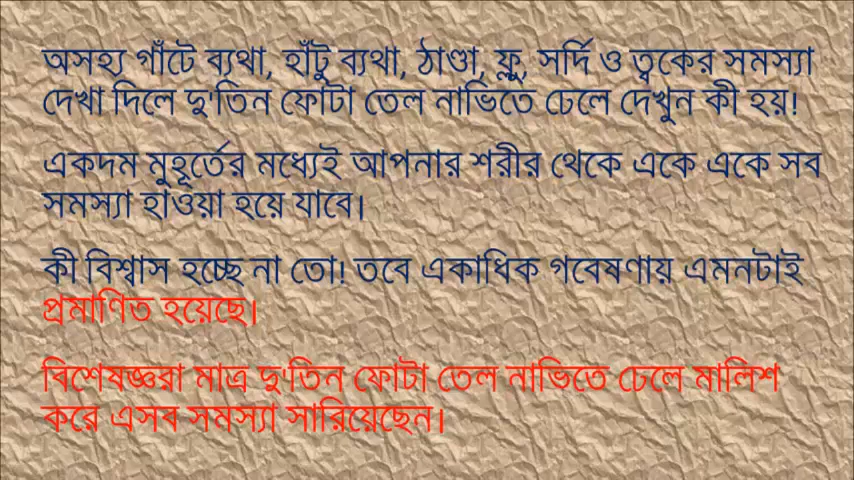 অসহ্য গাঁটে ব্যথা, হাঁটু ব্যথা, ঠাণ্ডা, ফ্লু, সর্দি ও ত্বকের সমস্যা
দেখা দিলে দু'তিন ফোটা তেল নাভিতে ঢেলে দেখুন কী হয়!
একদম মুহূর্তের মধ্যেই আপনার শরীর থেকে একে একে সব
সমস্যা হাওয়া হয়ে যাবে।
কী বিশ্বাস হচ্ছে না তো! তবে একাধিক গবেষণায় এমনটাই
প্রমাণিত হয়েছে।
বিশেষজ্ঞরা মাত্র দু'তিন ফোটা তেল নাভিতে ঢেলে মালিশ
করে এসব সমস্যা সারিয়েছেন।